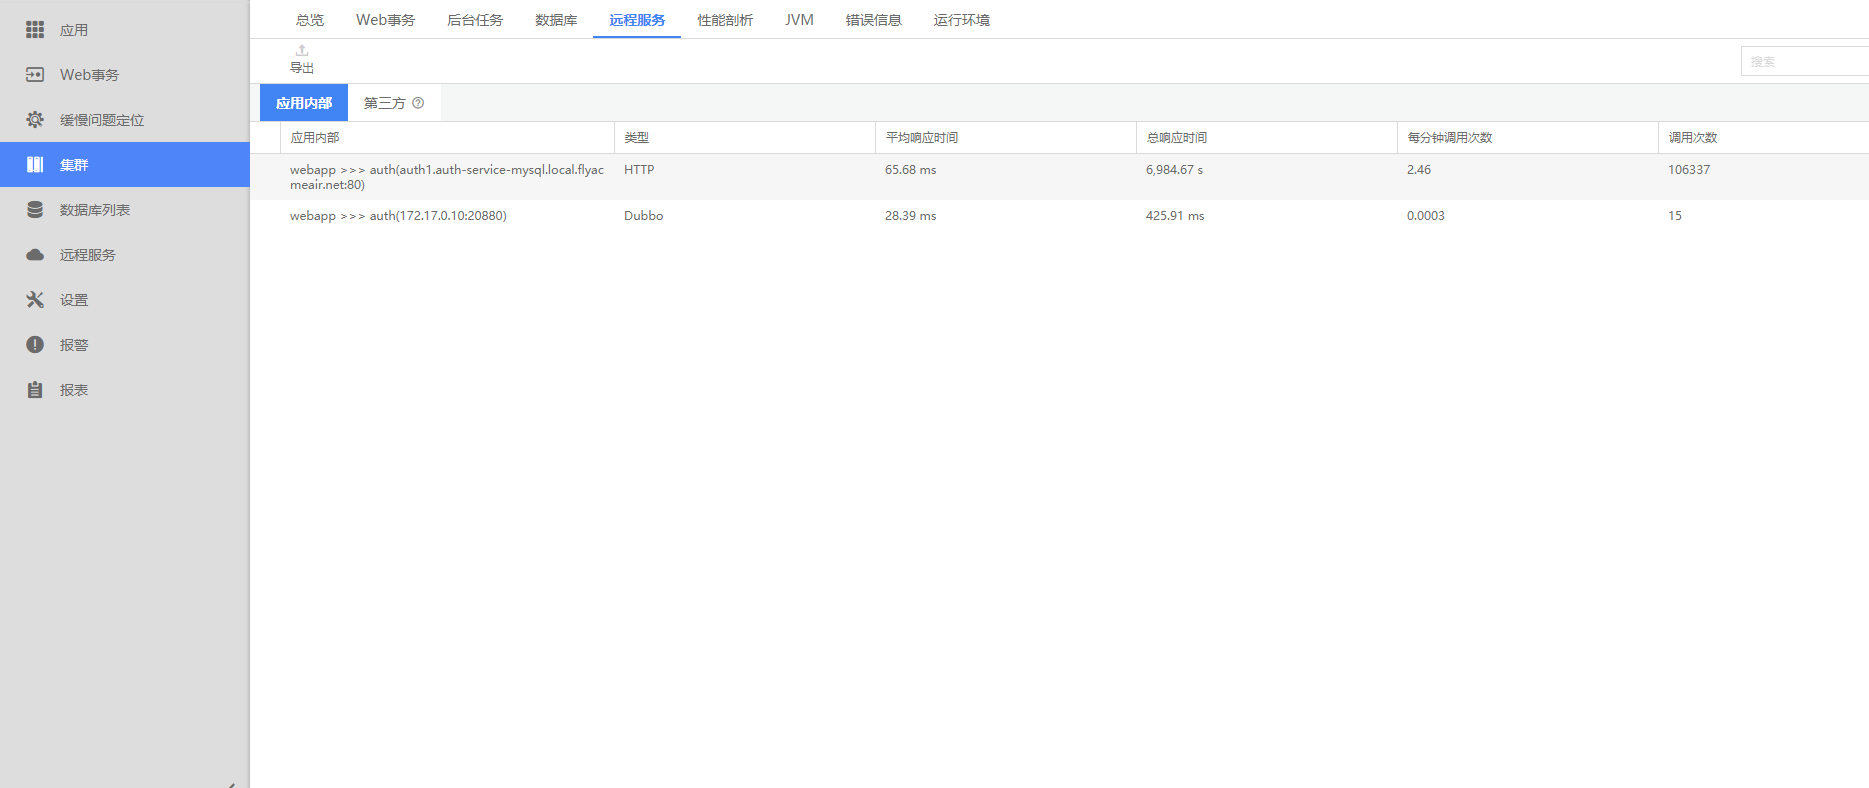 应用
Web事务
缓慢问题定位
集群
数据库列表
远程服务
设置
报警
报表
总览 Web事务 后台任务 数据库 远程服务 性能剖析 JVM 错误信息 运行环境
导出
搜索
应用内部 第三方
应用内部 类型 平均响应时间 总响应时间 每分钟调用次数 调用次数
webapp >>> auth(auth1.auth-service-mysql.local.flyac
meair.net:80) HTTP 65.68 ms 6,984.67 s 2.46 106337
webapp >>> auth(172.17.0.10:20880) Dubbo 28.39 ms 425.91 ms 0.0003 15